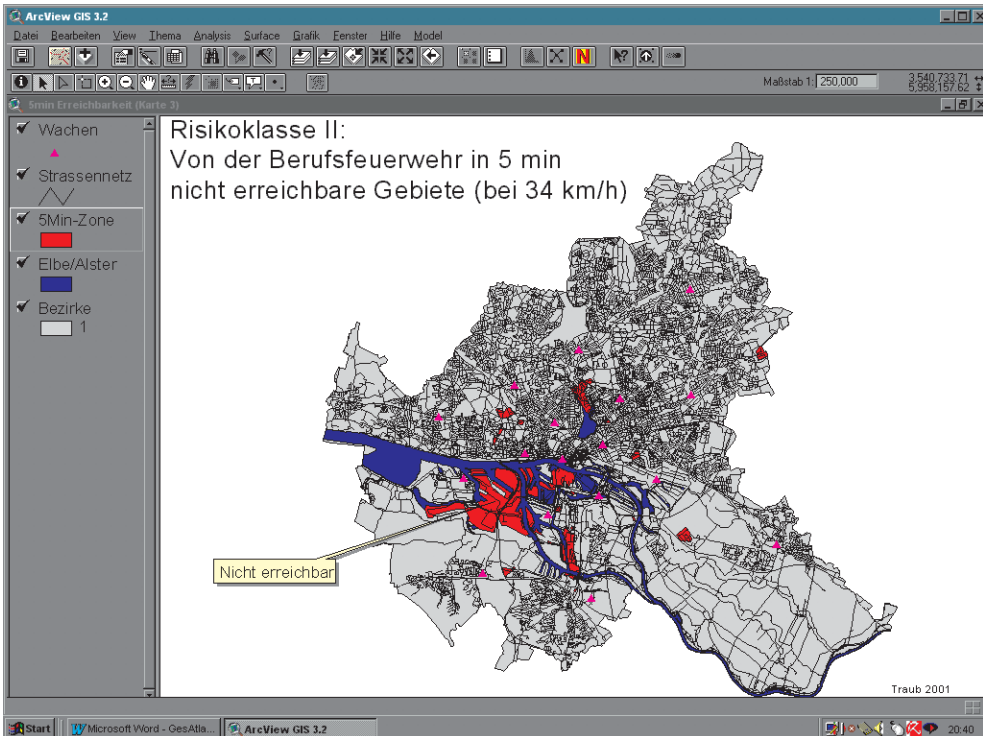 ArcView GIS 3.2
Datei Bearbeiten View Thema Analysis Surface Grafik Fenster Hilfe Model
Maßstab 1: 250,000
3,540,733.71
5,958,157.62
5min Erreichbarkeit (Karte 3)
Wachen
Strassennetz
5Min-Zone
Elbe/Alster
Bezirke
1
Risikoklasse II:
Von der Berufsfeuerwehr in 5 min
nicht erreichbare Gebiete (bei 34 km/h)
Nicht erreichbar
Traub 2001
Start
Microsoft Word - GesAtla...
ArcView GIS 3.2
20:40